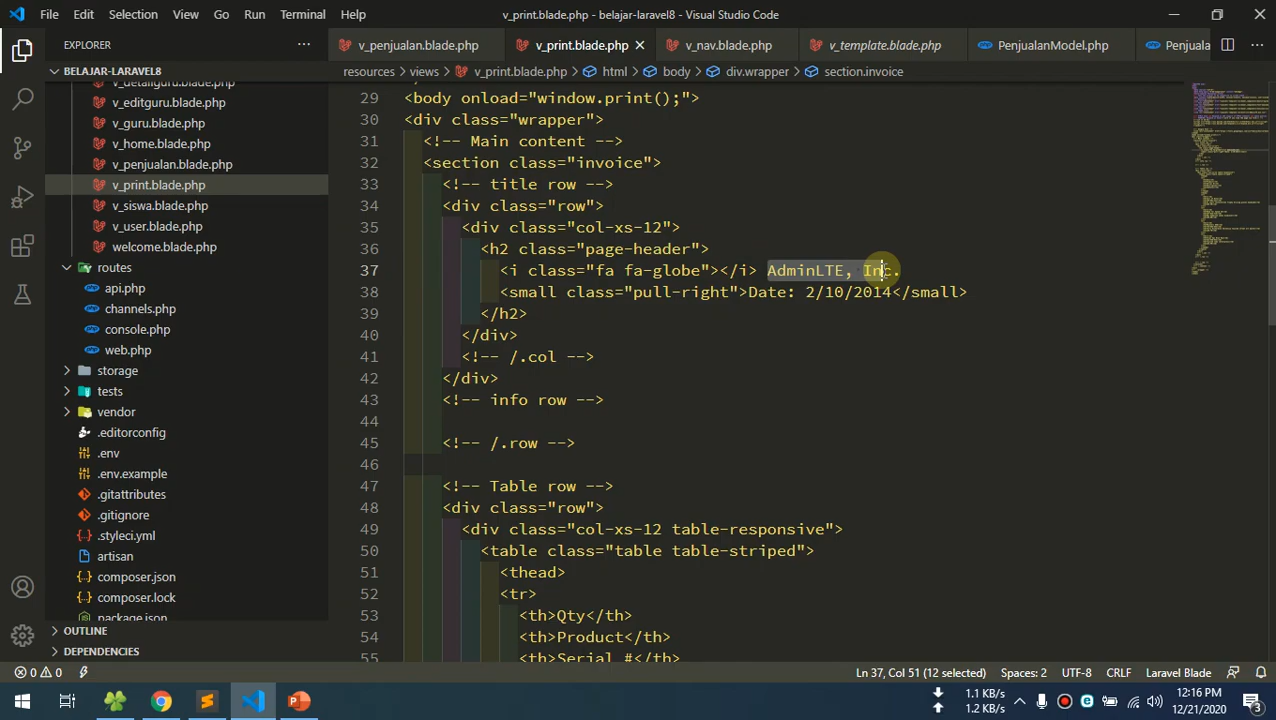 File Edit Selection View Go Run Terminal Help v_print.blade.php - belajar-laravel8 - Visual Studio Code
EXPLORER
v_penjualan.blade.php v_print.blade.php v_nav.blade.php v_template.blade.php PenjualanModel.php Penjuala
BELAJAR-LARAVEL8
resources > views > v_print.blade.php > html > body > div.wrapper > section.invoice
v_detailguru.blade.php
v_editguru.blade.php
v_guru.blade.php
v_home.blade.php
v_penjualan.blade.php
v_print.blade.php
v_siswa.blade.php
v_user.blade.php
welcome.blade.php
routes
api.php
channels.php
console.php
web.php
storage
tests
vendor
.editorconfig
.env
.env.example
.gitattributes
.gitignore
.styleci.yml
artisan
composer.json
composer.lock
package.json
OUTLINE
DEPENDENCIES
29 <body onload="window.print();">
30 <div class="wrapper">
31 <!-- Main content -->
32 <section class="invoice">
33 <!-- title row -->
34 <div class="row">
35 <div class="col-xs-12">
36 <h2 class="page-header">
37 <i class="fa fa-globe"></i> AdminLTE, Inc.
38 <small class="pull-right">Date: 2/10/2014</small>
39 </h2>
40 </div>
41 <!-- /.col -->
42 </div>
43 <!-- info row -->
44
45 <!-- /.row -->
46
47 <!-- Table row -->
48 <div class="row">
49 <div class="col-xs-12 table-responsive">
50 <table class="table table-striped">
51 <thead>
52 <tr>
53 <th>Qty</th>
54 <th>Product</th>
55 <th>Serial #</th>
0 0 Ln 37, Col 51 (12 selected) Spaces: 2 UTF-8 CRLF Laravel Blade
1.1 KB/s
1.2 KB/s
12:16 PM
12/21/2020
3